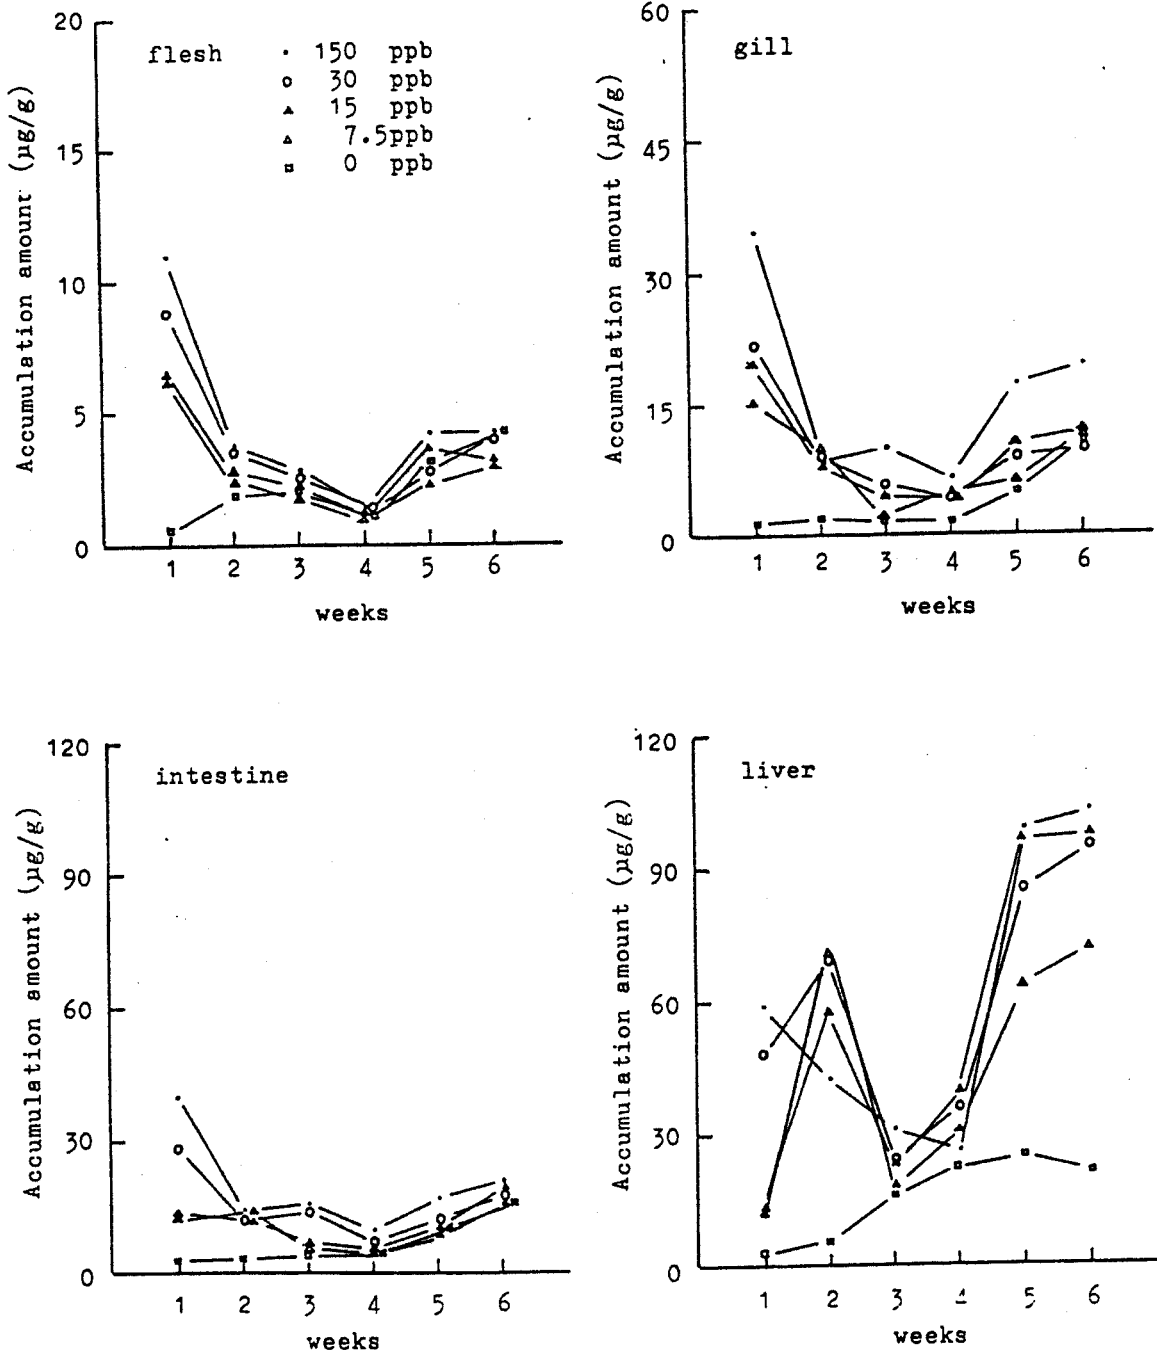 flesh
150 ppb
30 ppb
15 ppb
7.5ppb
0 ppb
20
15
10
5
0
Accumulation amount (µg/g)
1 2 3 4 5 6
weeks
gill
60
45
30
15
0
Accumulation amount (µg/g)
1 2 3 4 5 6
weeks
intestine
120
90
60
30
0
Accumulation amount (µg/g)
1 2 3 4 5 6
weeks
liver
120
90
60
30
0
Accumulation amount (µg/g)
1 2 3 4 5 6
weeks